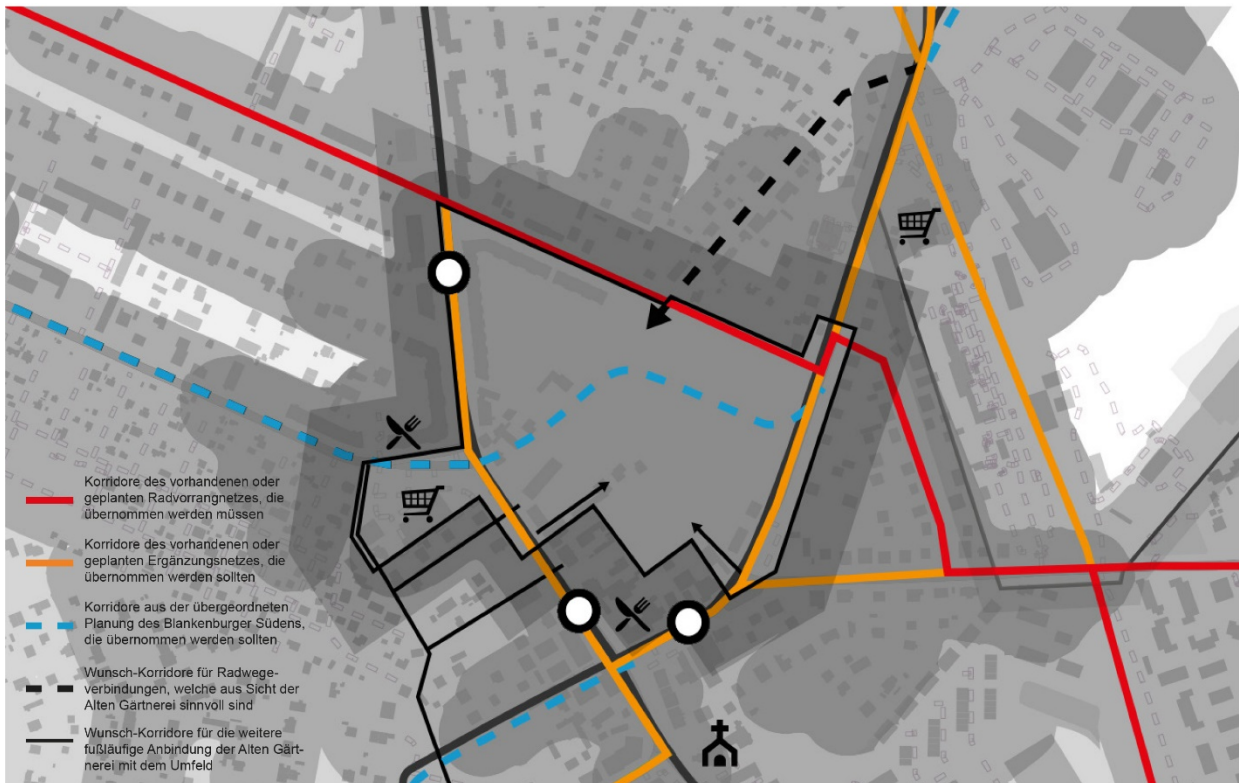 Korridore des vorhandenen oder
geplanten Radvorrangnetzes, die
übernommen werden müssen
Korridore des vorhandenen oder
geplanten Ergänzungsnetzes, die
übernommen werden sollten
Korridore aus der übergeordneten
Planung des Blankenburger Südens,
die übernommen werden sollten
Wunsch-Korridore für Radwege-
verbindungen, welche aus Sicht der
Alten Gärtnerei sinnvoll sind
Wunsch-Korridore für die weitere
fußläufige Anbindung der Alten Gärt-
nerei mit dem Umfeld